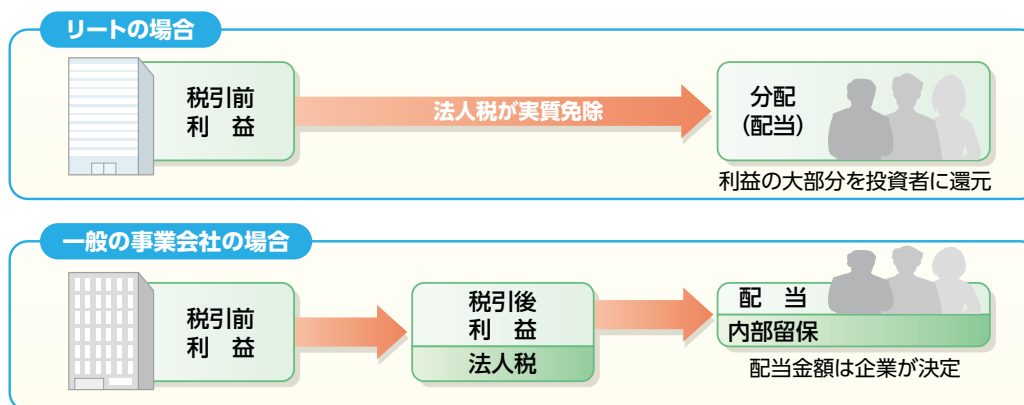 リートの場合
税引前
利　益
法人税が実質免除
分配
（配当）
利益の大部分を投資者に還元
一般の事業会社の場合
税引前
利　益
税引後
利　益
法人税
配　当
内部留保
配当金額は企業が決定